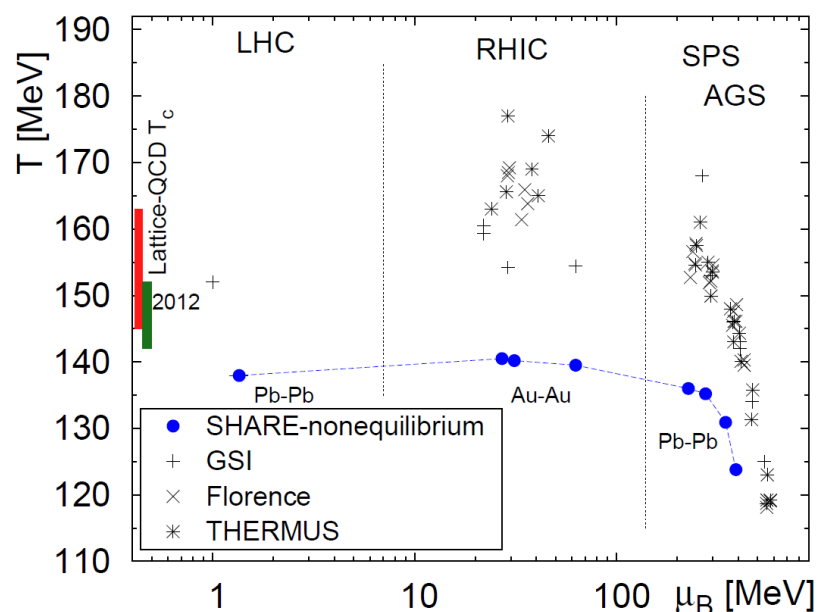 T [MeV]
190
180
170
160
150
140
130
120
110
LHC
RHIC
SPS
AGS
Lattice-QCD T_c
2012
Pb-Pb
Au-Au
Pb-Pb
SHARE-nonequilibrium
GSI
Florence
THERMUS
1
10
100
μ_B [MeV]